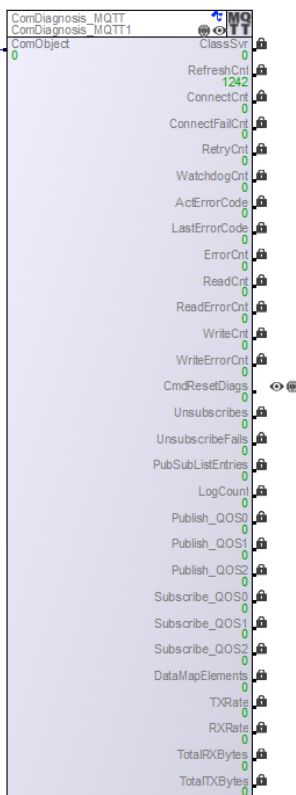 ComDiagnosis_MQTT
ComDiagnosis_MQTT1
MQ
TT
ComObject
0
ClassSvr
0
RefreshCnt
1242
ConnectCnt
0
ConnectFailCnt
0
RetryCnt
0
WatchdogCnt
0
ActErrorCode
0
LastErrorCode
0
ErrorCnt
0
ReadCnt
0
ReadErrorCnt
0
WriteCnt
0
WriteErrorCnt
0
CmdResetDiags
0
Unsubscribes
0
UnsubscribeFails
0
PubSubListEntries
0
LogCount
0
Publish_QOS0
0
Publish_QOS1
0
Publish_QOS2
0
Subscribe_QOS0
0
Subscribe_QOS1
0
Subscribe_QOS2
0
DataMapElements
0
TXRate
0
RXRate
0
TotalRXBytes
0
TotalTXBytes
0